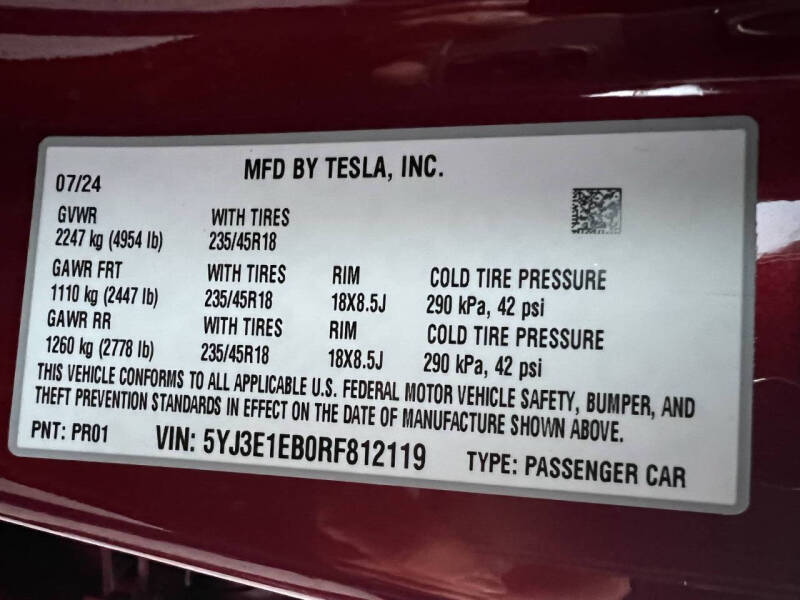 MFD BY TESLA, INC.
07/24
GVWR WITH TIRES
2247 kg (4954 lb) 235/45R18
GAWR FRT WITH TIRES RIM COLD TIRE PRESSURE
1110 kg (2447 lb) 235/45R18 18X8.5J 290 kPa, 42 psi
GAWR RR WITH TIRES RIM COLD TIRE PRESSURE
1260 kg (2778 lb) 235/45R18 18X8.5J 290 kPa, 42 psi
THIS VEHICLE CONFORMS TO ALL APPLICABLE U.S. FEDERAL MOTOR VEHICLE SAFETY, BUMPER, AND
THEFT PREVENTION STANDARDS IN EFFECT ON THE DATE OF MANUFACTURE SHOWN ABOVE.
PNT: PR01 VIN: 5YJ3E1EB0RF812119 TYPE: PASSENGER CAR